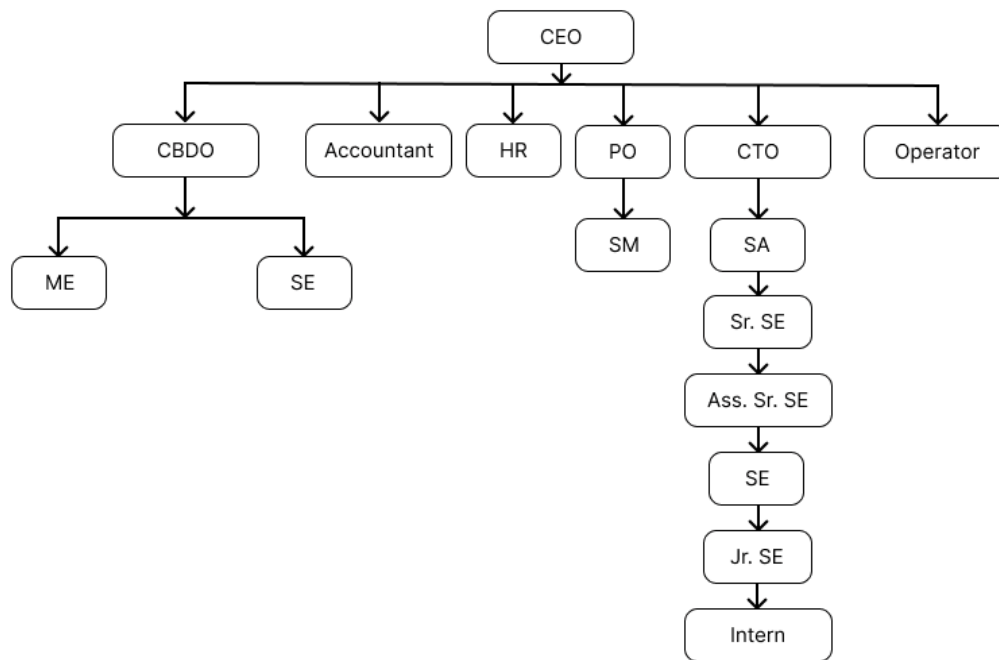 CEO
CBDO
Accountant
HR
PO
CTO
Operator
ME
SE
SM
SA
Sr. SE
Ass. Sr. SE
SE
Jr. SE
Intern